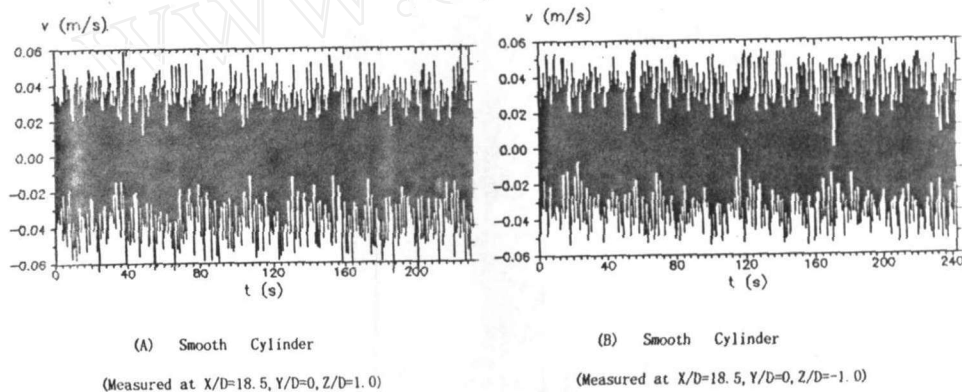 WWW.
v (m/s)
0.06
0.04
0.02
0.00
−0.02
−0.04
−0.06
0 40 80 120 160 200
t (s)
(A) Smooth Cylinder
(Measured at X/D=18.5, Y/D=0, Z/D=1.0)
v (m/s)
0.06
0.04
0.02
0.00
−0.02
−0.04
−0.06
0 40 80 120 160 200 240
t (s)
(B) Smooth Cylinder
(Measured at X/D=18.5, Y/D=0, Z/D=-1.0)